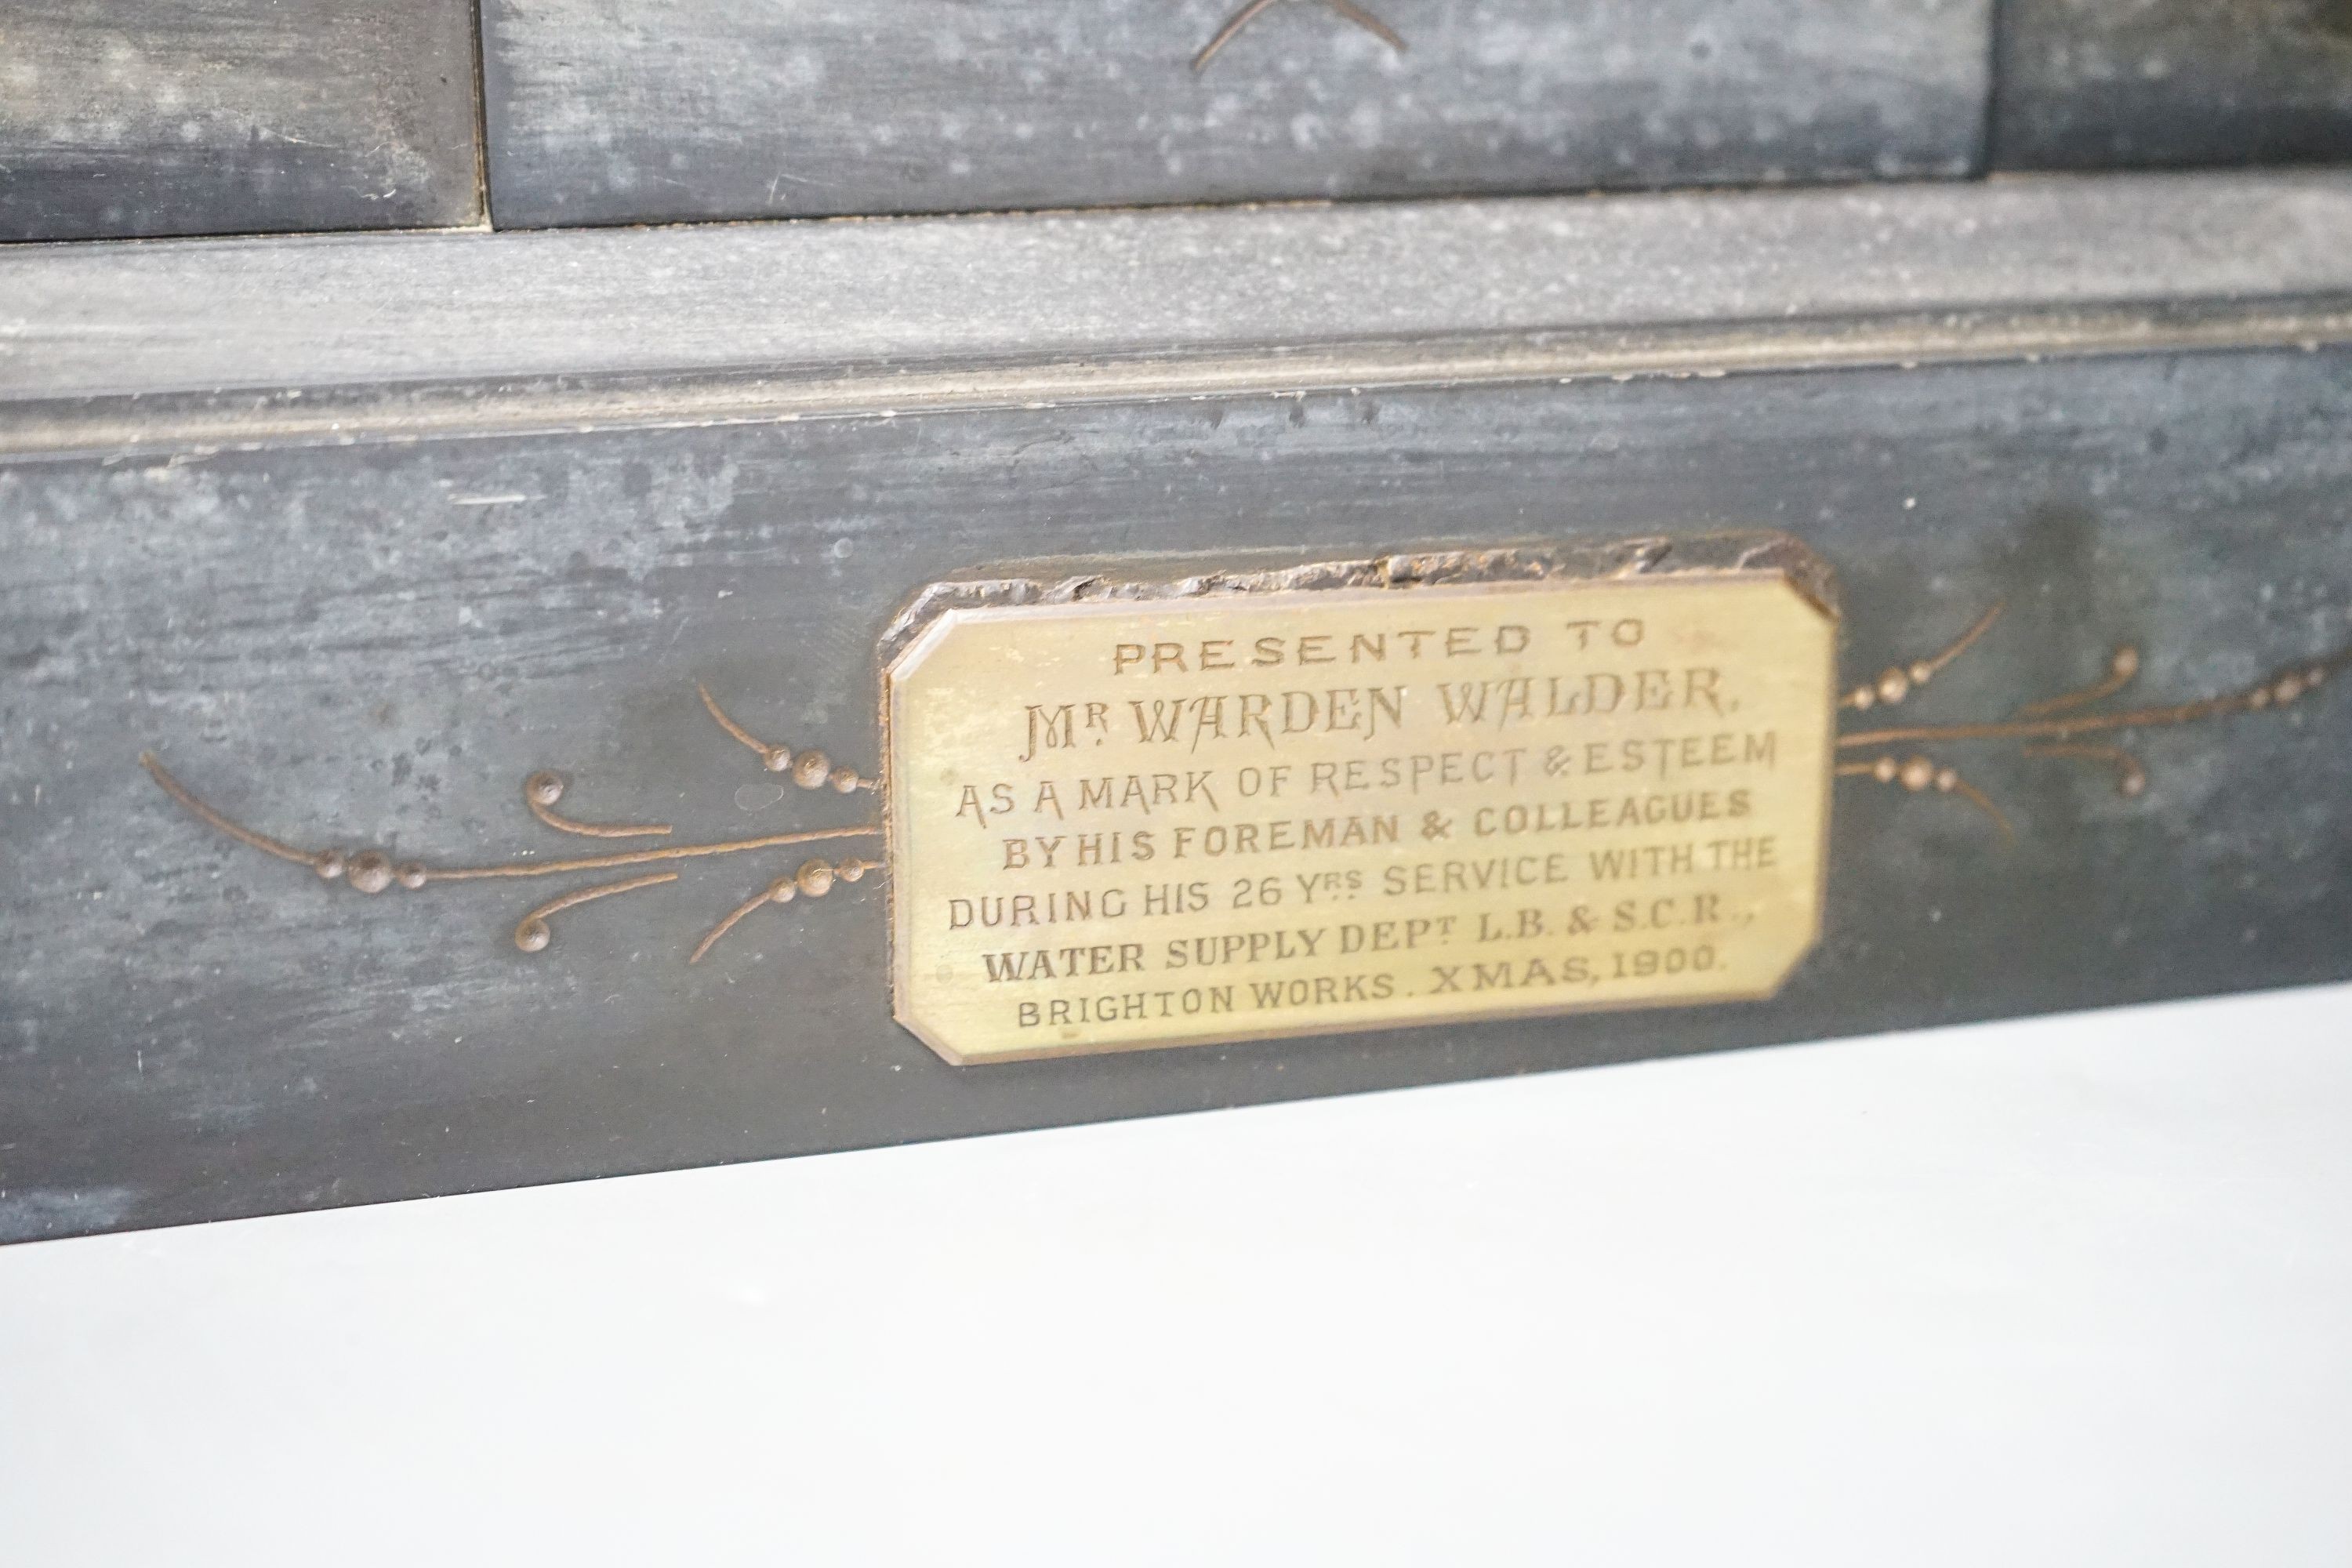 PRESENTED TO
MR. WARDEN WALDER.
AS A MARK OF RESPECT & ESTEEM
BY HIS FOREMAN & COLLEAGUES
DURING HIS 26 YRS. SERVICE WITH THE
WATER SUPPLY DEPT L.B. & S.C.R.,
BRIGHTON WORKS. XMAS, 1900.